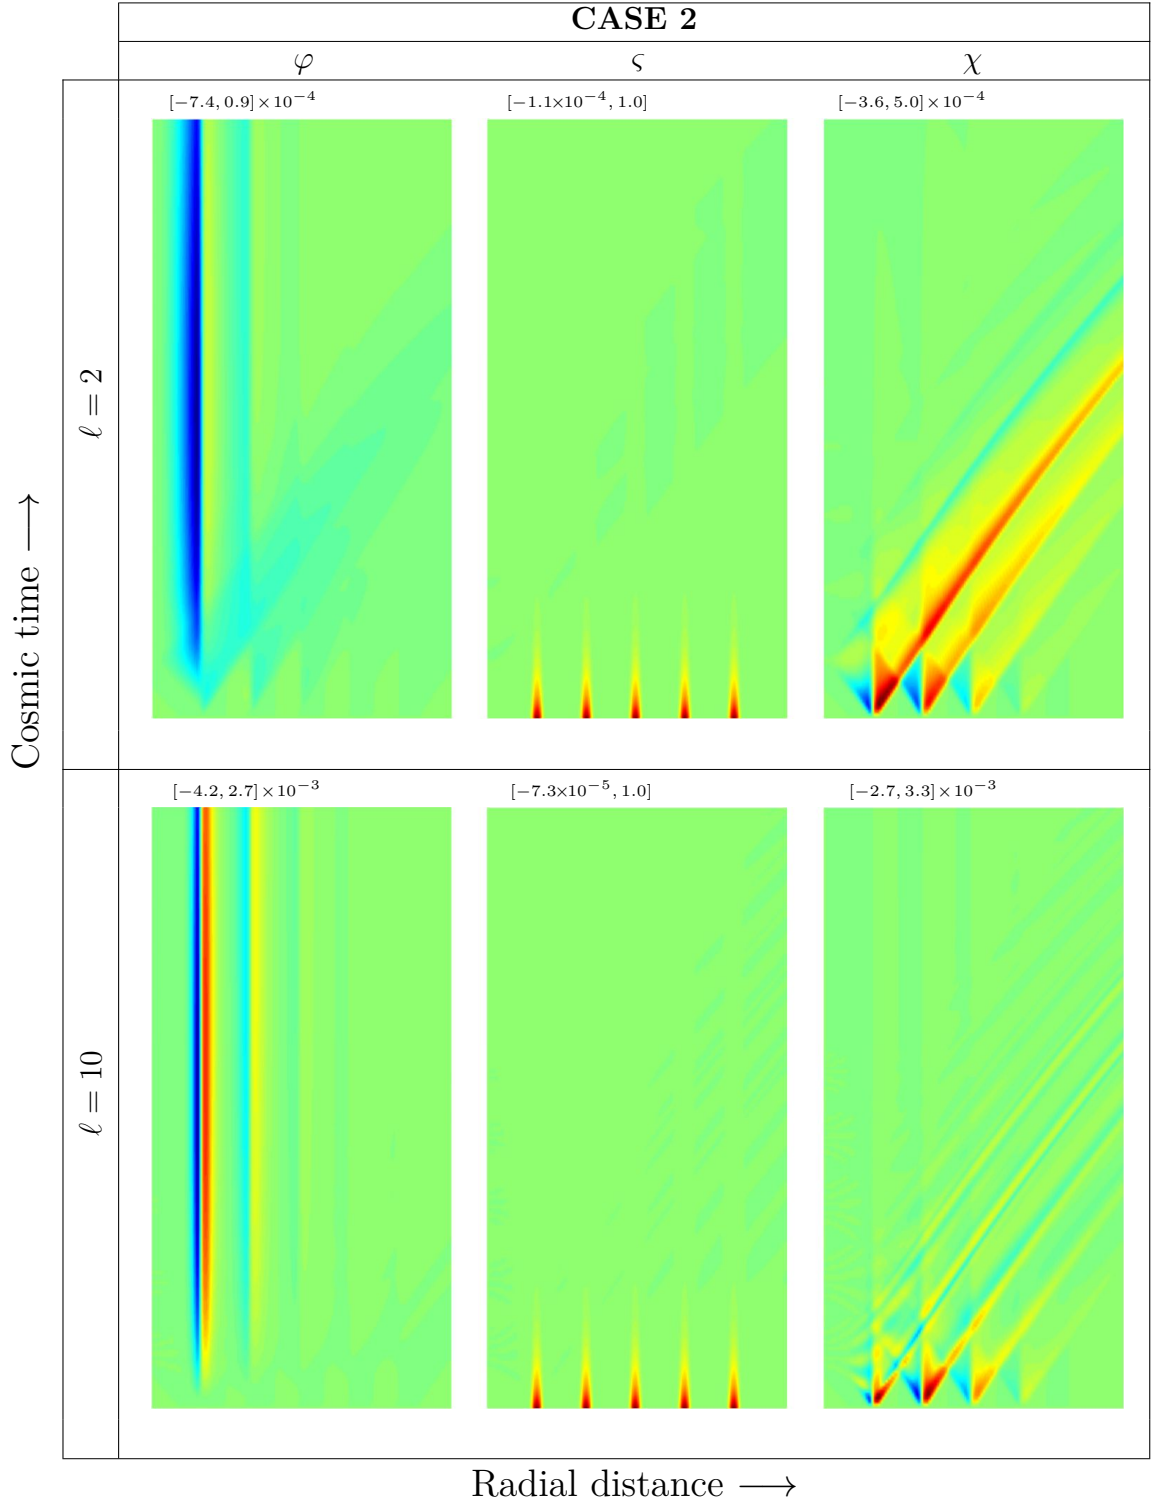 CASE 2
φ ς χ
[−7.4, 0.9]×10⁻⁴ [−1.1×10⁻⁴, 1.0] [−3.6, 5.0]×10⁻⁴
ℓ = 2
Cosmic time ⟶
[−4.2, 2.7]×10⁻³ [−7.3×10⁻⁵, 1.0] [−2.7, 3.3]×10⁻³
ℓ = 10
Radial distance ⟶